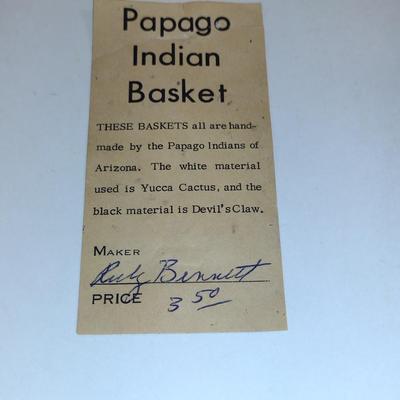 Papago
Indian
Basket
THESE BASKETS all are hand-
made by the Papago Indians of
Arizona. The white material
used is Yucca Cactus, and the
black material is Devil's Claw.
MAKER
Bennett
PRICE 3 50